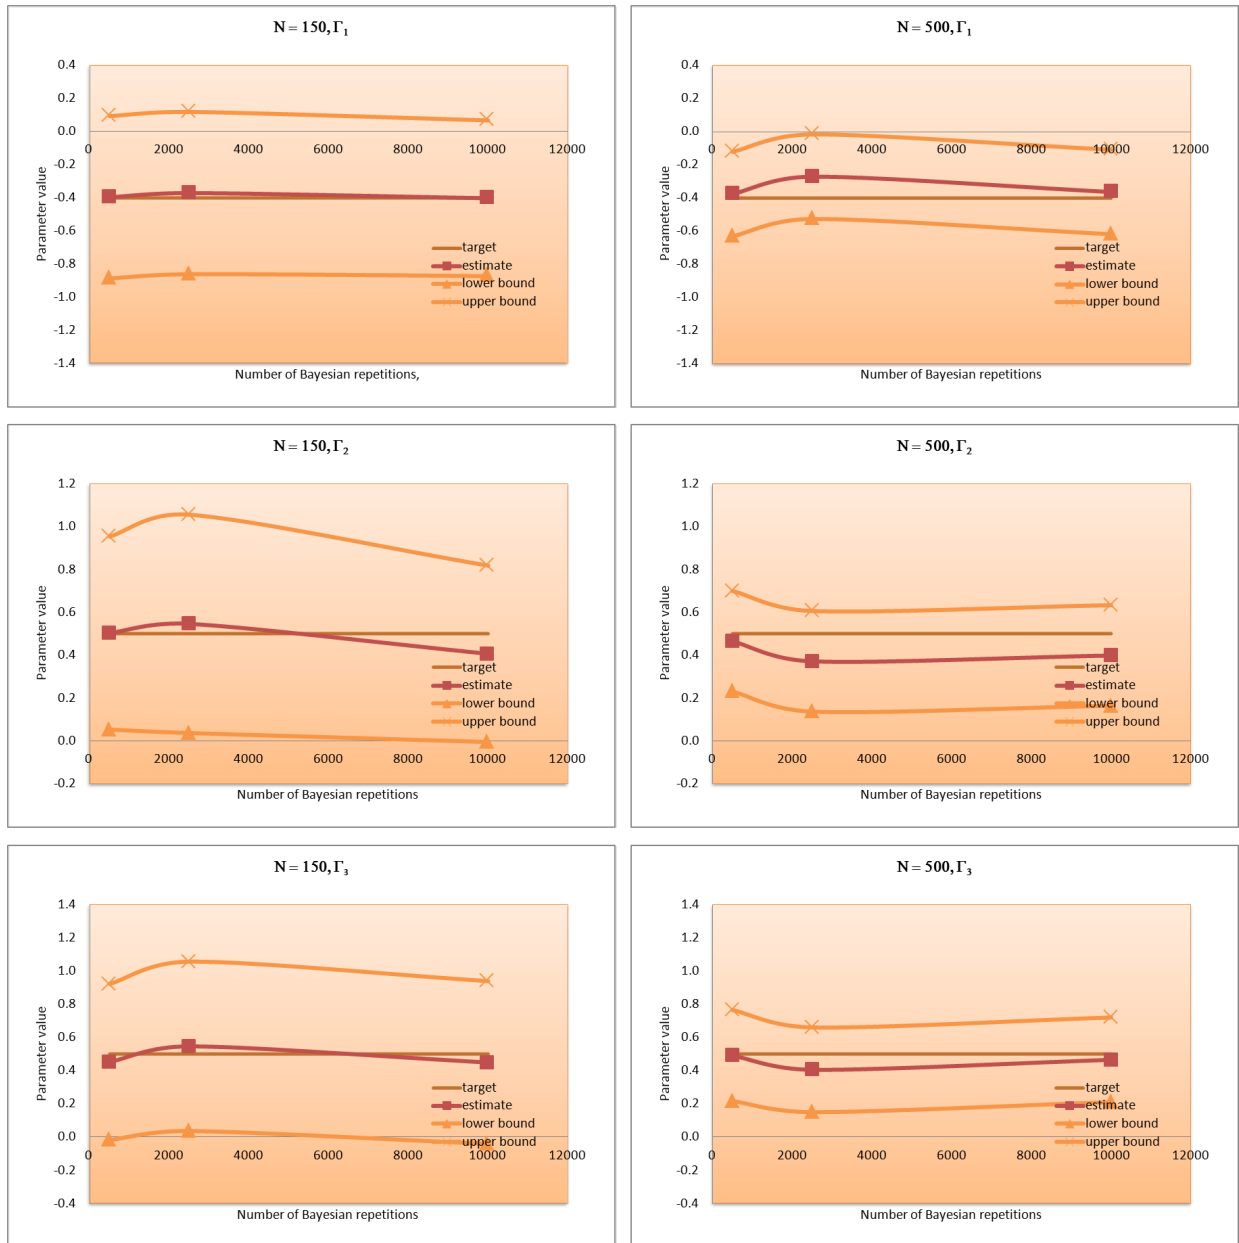 N = 150, Γ₁
0.4
0.2
0.0
-0.2
-0.4
-0.6
-0.8
-1.0
-1.2
-1.4
0
2000
4000
6000
8000
10000
12000
Parameter value
target
estimate
lower bound
upper bound
Number of Bayesian repetitions,
N = 500, Γ₁
0.4
0.2
0.0
-0.2
-0.4
-0.6
-0.8
-1.0
-1.2
-1.4
0
2000
4000
6000
8000
10000
12000
Parameter value
target
estimate
lower bound
upper bound
Number of Bayesian repetitions
N = 150, Γ₂
1.2
1.0
0.8
0.6
0.4
0.2
0.0
-0.2
0
2000
4000
6000
8000
10000
12000
Parameter value
target
estimate
lower bound
upper bound
Number of Bayesian repetitions
N = 500, Γ₂
1.2
1.0
0.8
0.6
0.4
0.2
0.0
-0.2
0
2000
4000
6000
8000
10000
12000
Parameter value
target
estimate
lower bound
upper bound
Number of Bayesian repetitions
N = 150, Γ₃
1.4
1.2
1.0
0.8
0.6
0.4
0.2
0.0
-0.2
-0.4
0
2000
4000
6000
8000
10000
12000
Parameter value
target
estimate
lower bound
upper bound
Number of Bayesian repetitions
N = 500, Γ₃
1.4
1.2
1.0
0.8
0.6
0.4
0.2
0.0
-0.2
-0.4
0
2000
4000
6000
8000
10000
12000
Parameter value
target
estimate
lower bound
upper bound
Number of Bayesian repetitions